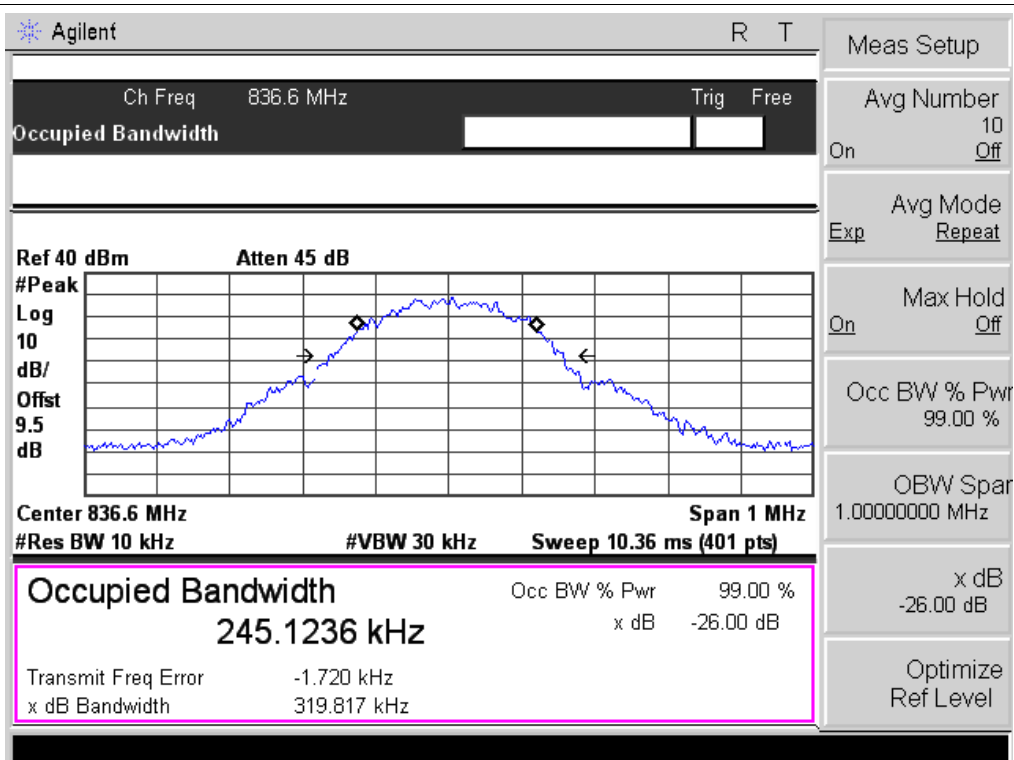 Agilent R T
Meas Setup
Ch Freq 836.6 MHz Trig Free
Occupied Bandwidth
Avg Number
10
On Off
Avg Mode
Exp Repeat
Max Hold
On Off
Occ BW % Pwr
99.00 %
OBW Span
1.00000000 MHz
x dB
-26.00 dB
Optimize
Ref Level
Ref 40 dBm Atten 45 dB
#Peak
Log
10
dB/
Offst
9.5
dB
Center 836.6 MHz Span 1 MHz
#Res BW 10 kHz #VBW 30 kHz Sweep 10.36 ms (401 pts)
Occupied Bandwidth Occ BW % Pwr 99.00 %
245.1236 kHz x dB -26.00 dB
Transmit Freq Error -1.720 kHz
x dB Bandwidth 319.817 kHz